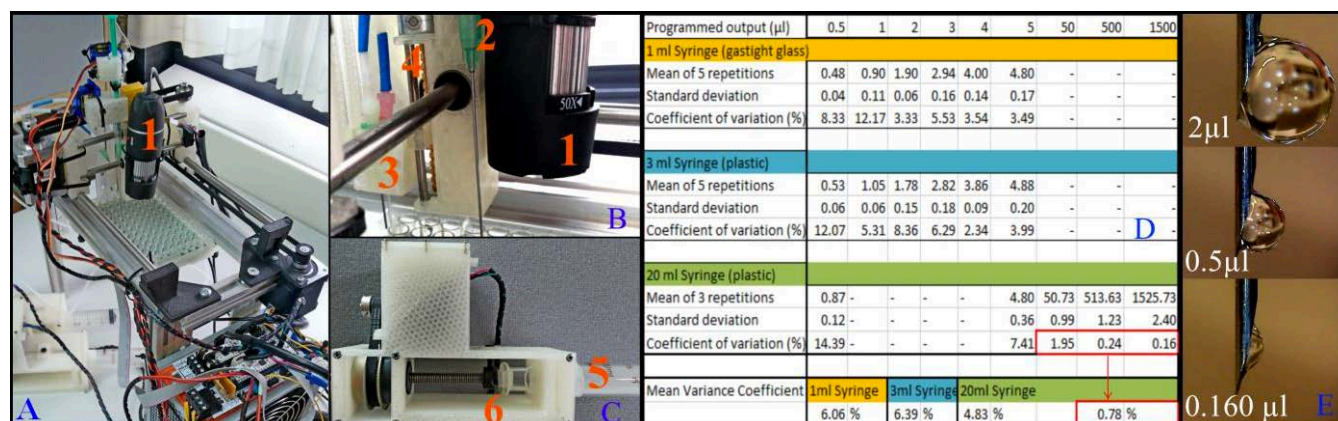 A
1
B
1
2
3
4
50X
C
5
6
Programmed output (µl) 0.5 1 2 3 4 5 50 500 1500
1 ml Syringe (gastight glass)
Mean of 5 repetitions 0.48 0.90 1.90 2.94 4.00 4.80 - - -
Standard deviation 0.04 0.11 0.06 0.16 0.14 0.17 - - -
Coefficient of variation (%) 8.33 12.17 3.33 5.53 3.54 3.49 - - -
3 ml Syringe (plastic)
Mean of 5 repetitions 0.53 1.05 1.78 2.82 3.86 4.88 - - -
Standard deviation 0.06 0.06 0.15 0.18 0.09 0.20 - - -
Coefficient of variation (%) 12.07 5.31 8.36 6.29 2.34 3.99 - - -
D
20 ml Syringe (plastic)
Mean of 3 repetitions 0.87 - - - - 4.80 50.73 513.63 1525.73
Standard deviation 0.12 - - - - 0.36 0.99 1.23 2.40
Coefficient of variation (%) 14.39 - - - - 7.41 1.95 0.24 0.16
Mean Variance Coefficient 1ml Syringe 3ml Syringe 20ml Syringe
6.06 % 6.39 % 4.83 % 0.78 %
2µl
0.5µl
0.160 µl
E